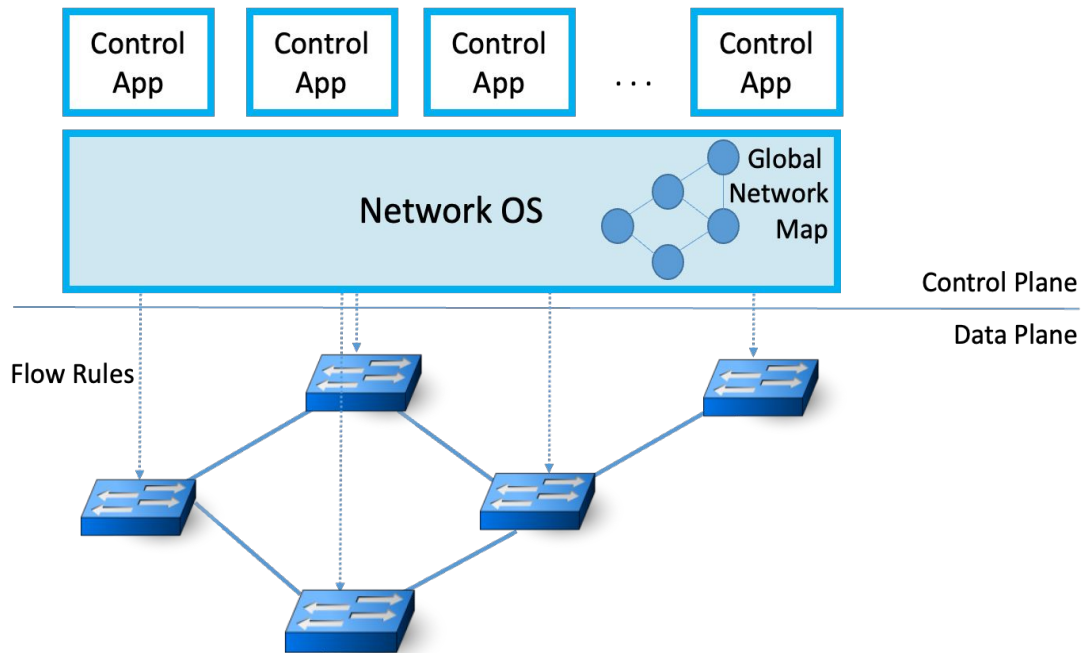 Control
App
Control
App
Control
App
. . .
Control
App
Network OS
Global
Network
Map
Control Plane
Data Plane
Flow Rules